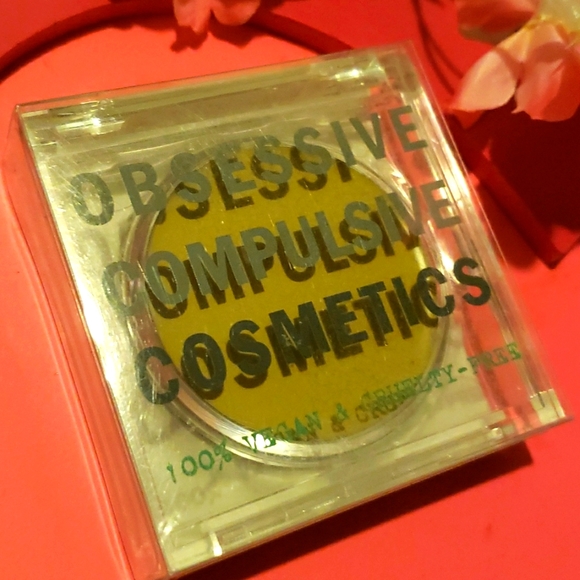 OBSESSIVE
COMPULSIVE
COSMETICS
100% VEGAN & CRUELTY-FREE